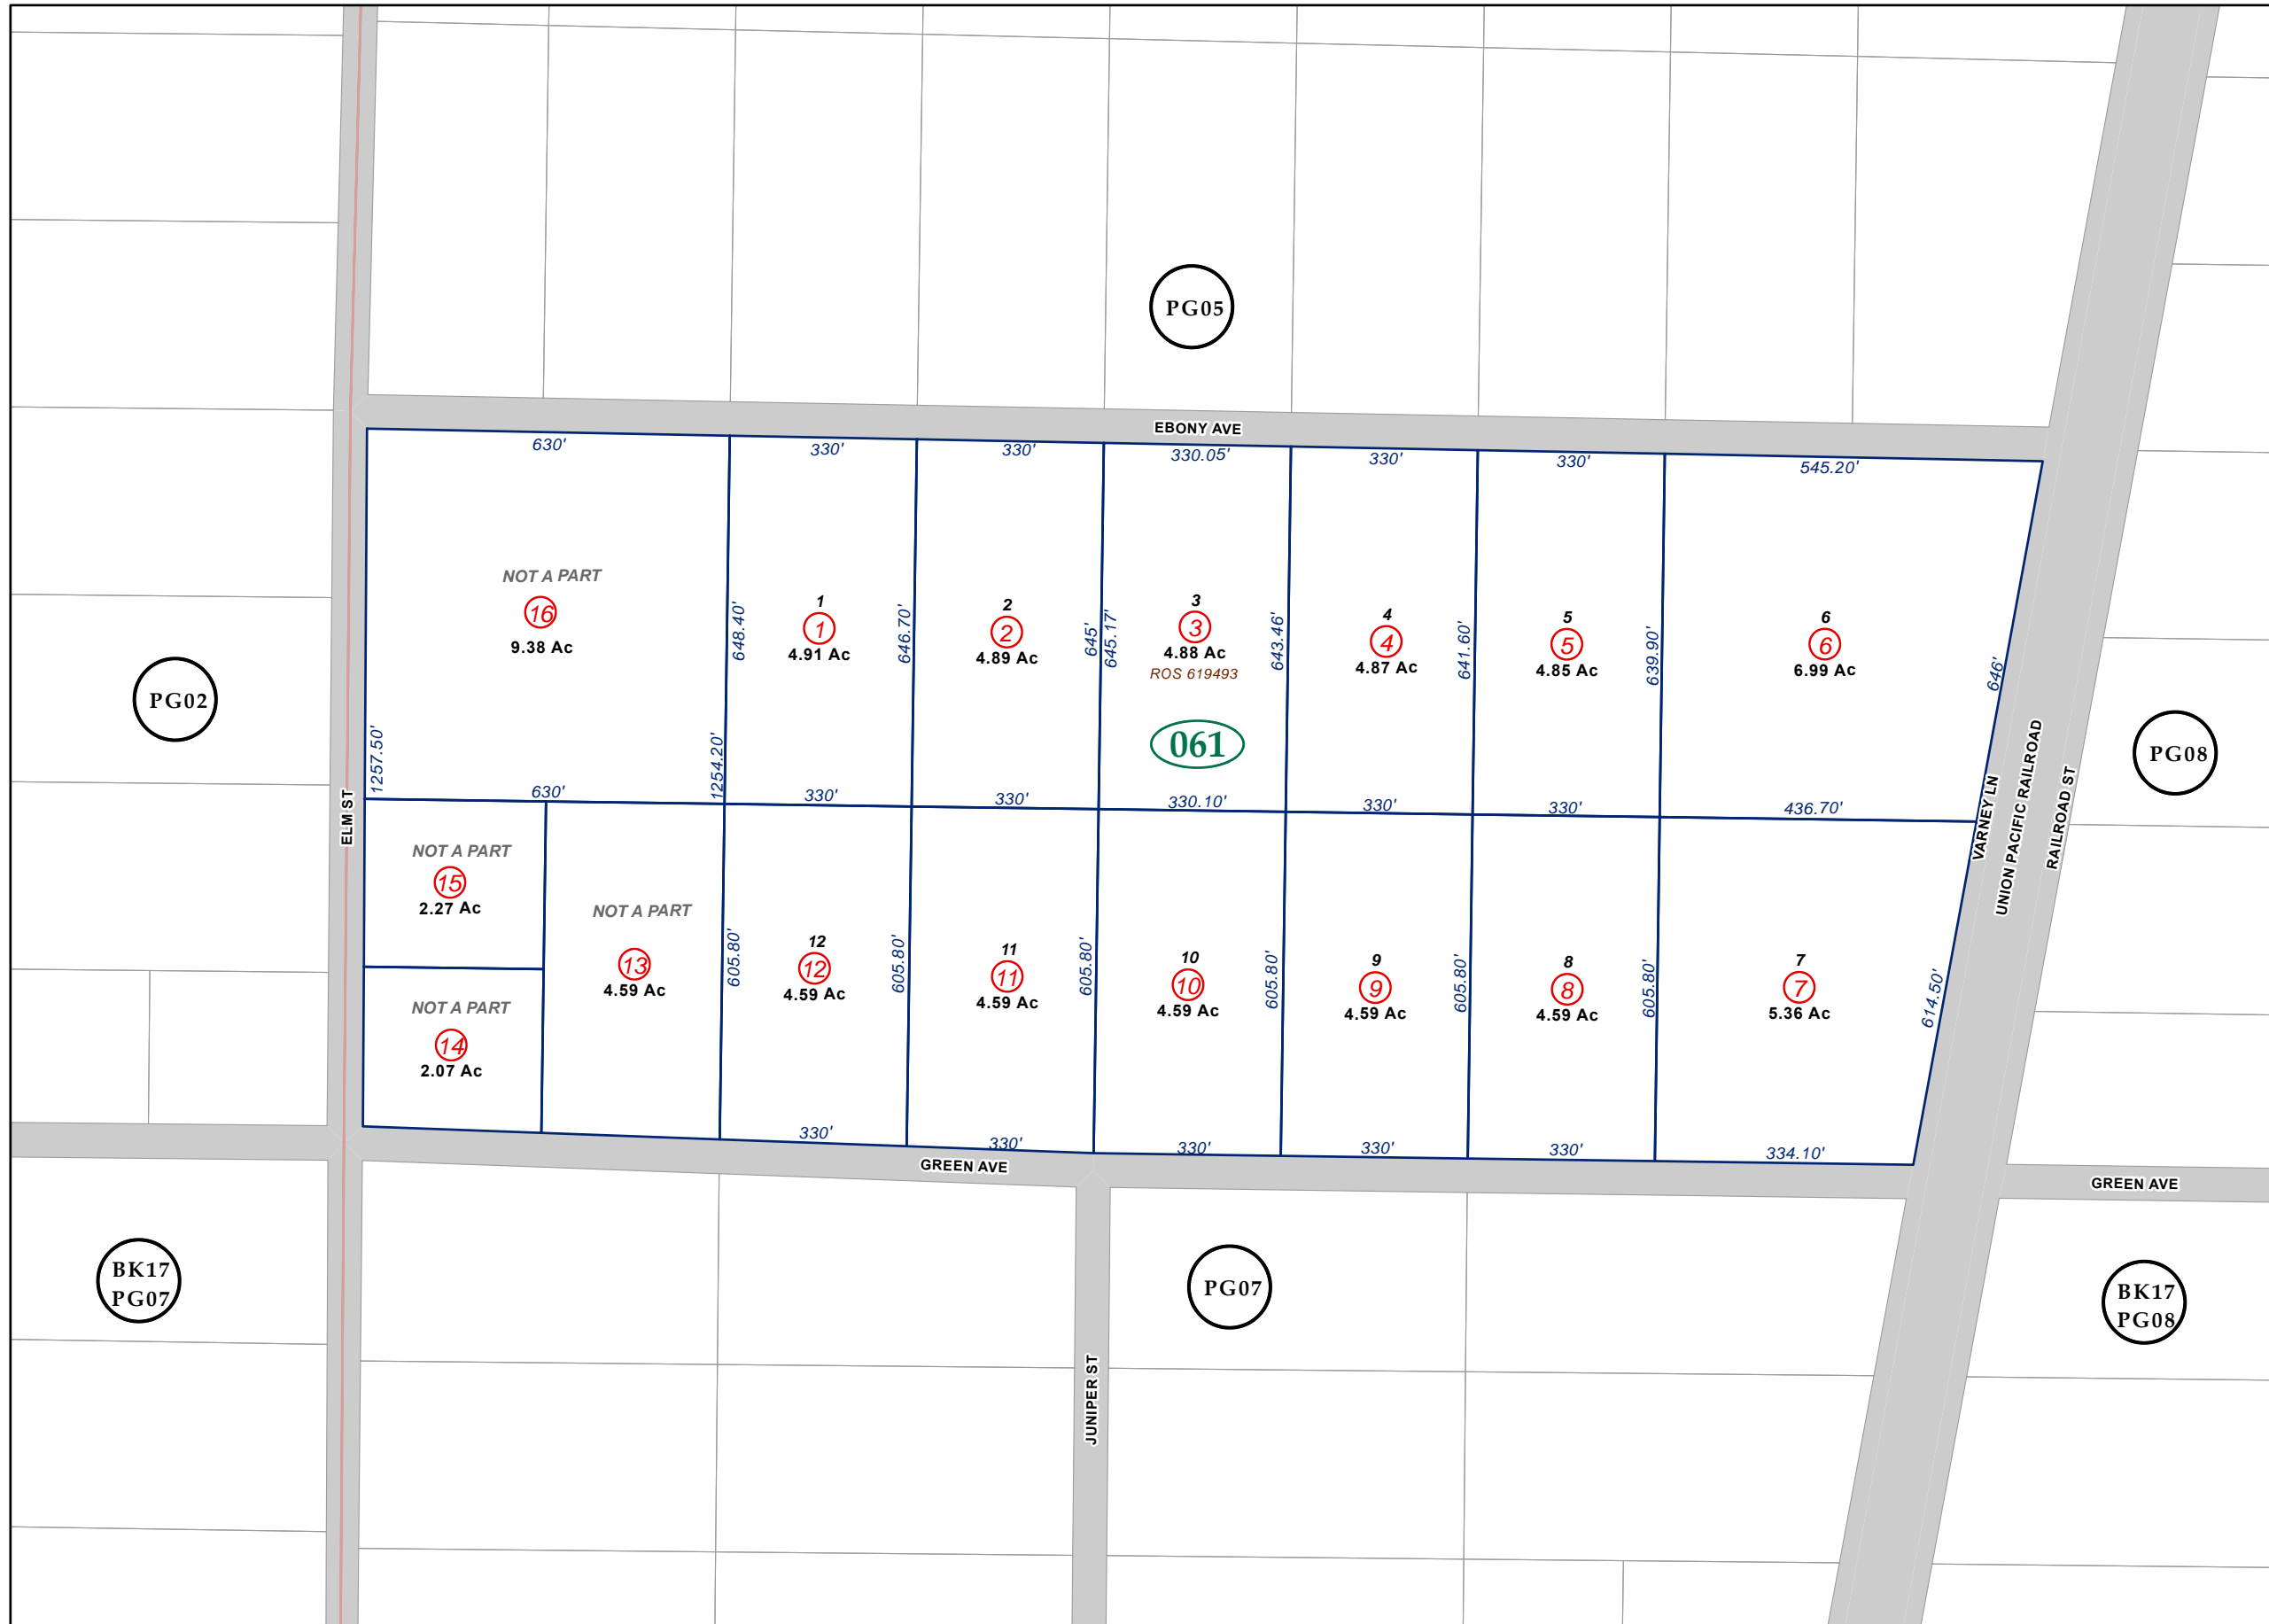 PG05
EBONY AVE
630'
330'
330'
330.05'
330'
330'
545.20'
NOT A PART
16
9.38 Ac
648.40'
1
1
4.91 Ac
646.70'
2
2
4.89 Ac
645'
645.17'
3
3
4.88 Ac
ROS 619493
643.46'
4
4
4.87 Ac
641.60'
5
5
4.85 Ac
639.90'
6
6
6.99 Ac
646'
PG02
061
PG08
1257.50'
1254.20'
630'
330'
330'
330.10'
330'
330'
436.70'
ELM ST
VARNEY LN
UNION PACIFIC RAILROAD
RAILROAD ST
NOT A PART
15
2.27 Ac
NOT A PART
13
4.59 Ac
605.80'
12
12
4.59 Ac
605.80'
11
11
4.59 Ac
605.80'
10
10
4.59 Ac
605.80'
9
9
4.59 Ac
605.80'
8
8
4.59 Ac
605.80'
7
7
5.36 Ac
614.50'
NOT A PART
14
2.07 Ac
330'
330'
330'
330'
330'
334.10'
GREEN AVE
GREEN AVE
BK17
PG07
PG07
BK17
PG08
JUNIPER ST